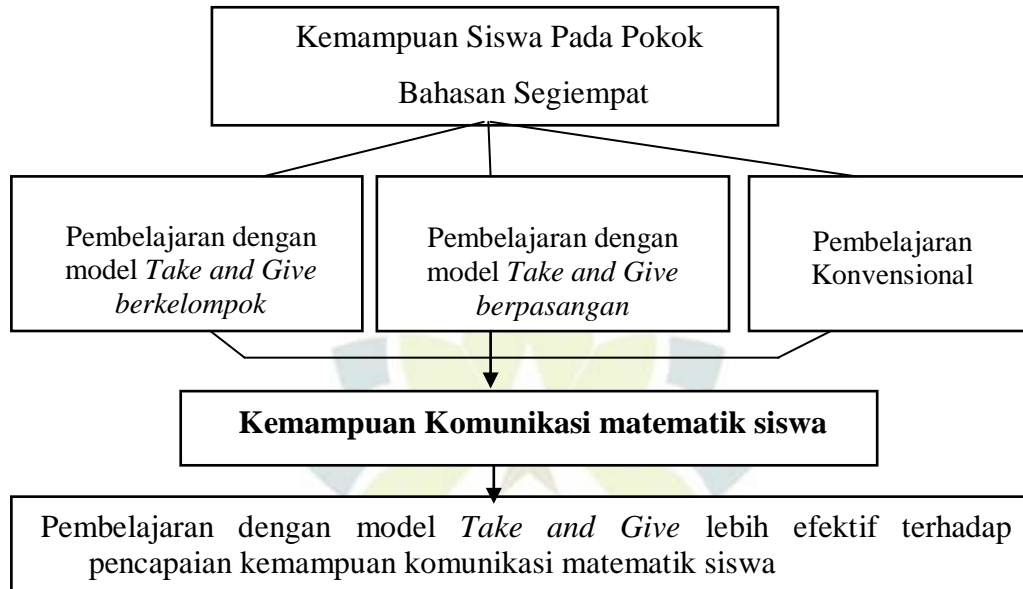 Kemampuan Siswa Pada Pokok
Bahasan Segiempat
Pembelajaran dengan
model Take and Give
berkelompok
Pembelajaran dengan
model Take and Give
berpasangan
Pembelajaran
Konvensional
Kemampuan Komunikasi matematik siswa
Pembelajaran dengan model Take and Give lebih efektif terhadap
pencapaian kemampuan komunikasi matematik siswa